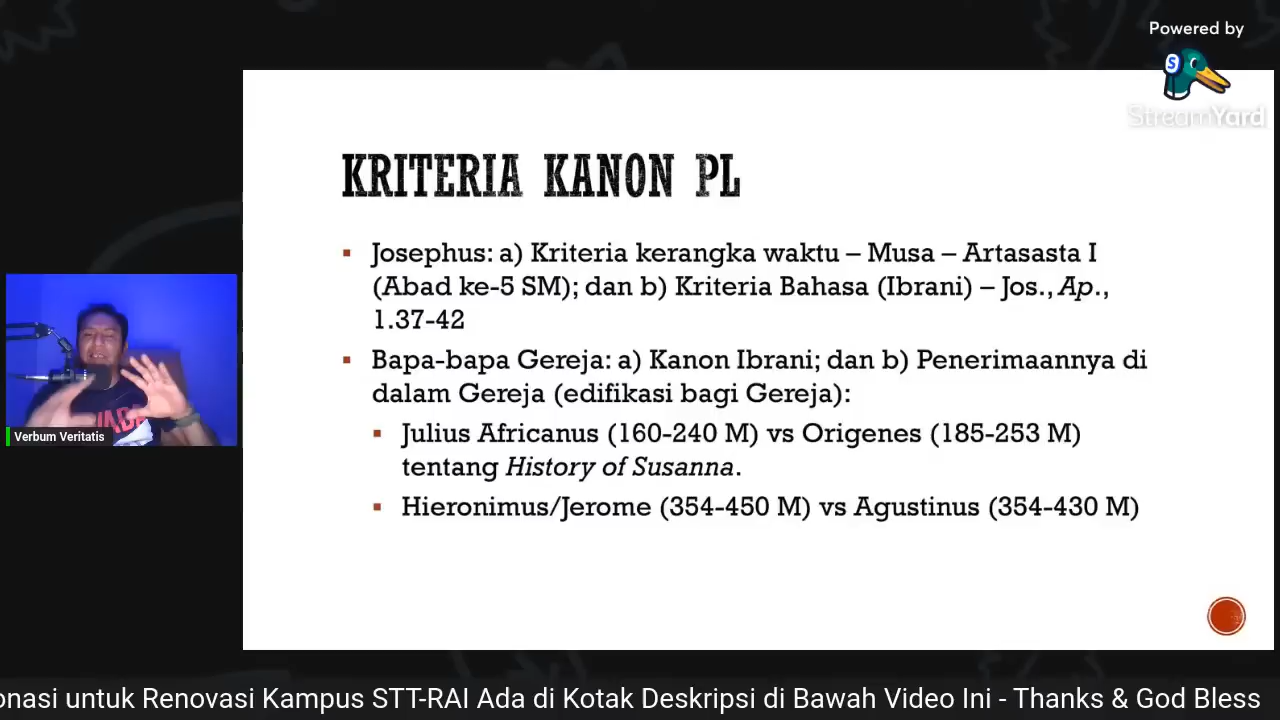 Powered by
StreamYard
KRITERIA KANON PL
Josephus: a) Kriteria kerangka waktu – Musa – Artasasta I
(Abad ke-5 SM); dan b) Kriteria Bahasa (Ibrani) – Jos., Ap.,
1.37-42
Bapa-bapa Gereja: a) Kanon Ibrani; dan b) Penerimaannya di
dalam Gereja (edifikasi bagi Gereja):
Julius Africanus (160-240 M) vs Origenes (185-253 M)
tentang History of Susanna.
Hieronimus/Jerome (354-450 M) vs Agustinus (354-430 M)
Verbum Veritatis
untuk Renovasi Kampus STT-RAI Ada di Kotak Deskripsi di Bawah Video Ini - Thanks & God Bless